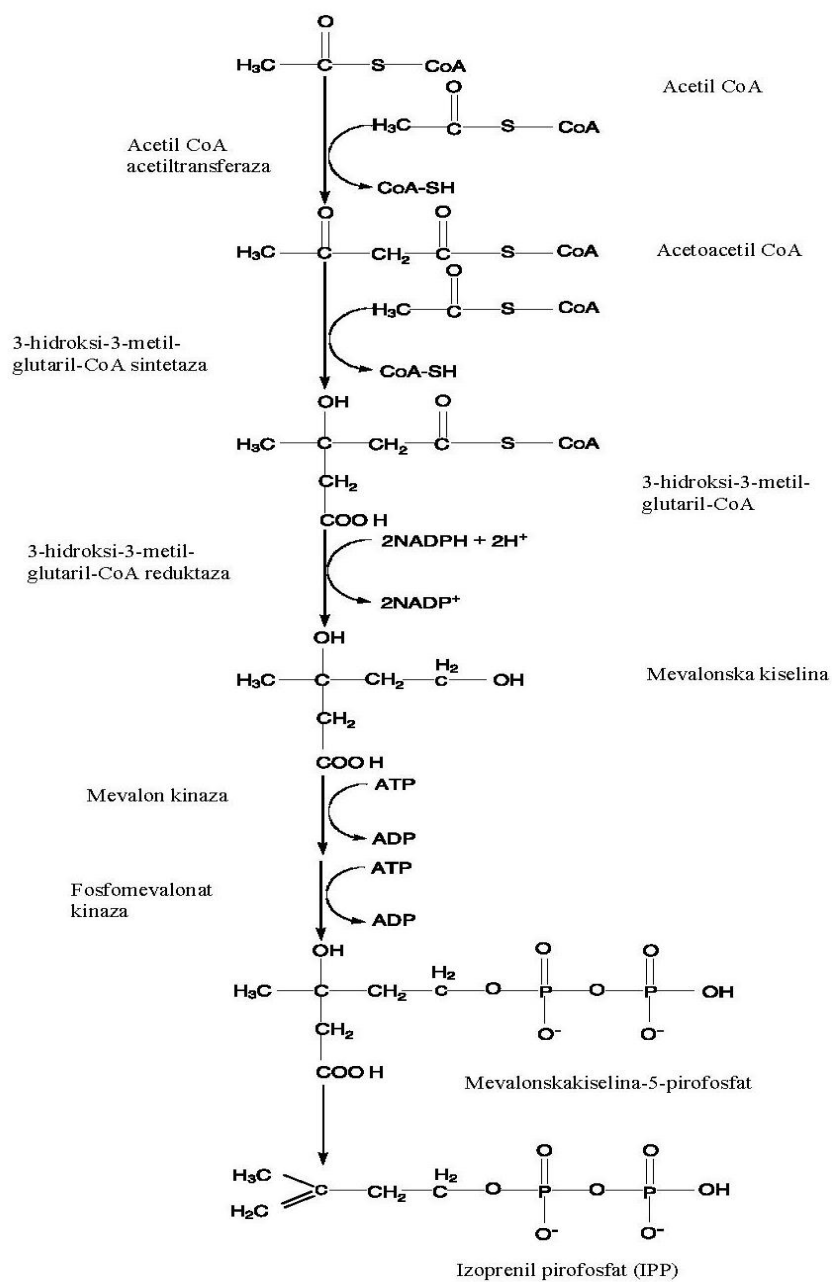 O
H₃C C S CoA
Acetil CoA
O
H₃C C S CoA
Acetil CoA
acetiltransferaza
CoA-SH
O O
H₃C C CH₂ C S CoA
Acetoacetil CoA
O
H₃C C S CoA
3-hidroksi-3-metil-
glutaril-CoA sintetaza
CoA-SH
OH O
H₃C C CH₂ C S CoA
CH₂
3-hidroksi-3-metil-
glutaril-CoA
COO H
2NADPH + 2H⁺
3-hidroksi-3-metil-
glutaril-CoA reduktaza
2NADP⁺
OH
H₂
H₃C C CH₂ C OH
Mevalonska kiselina
CH₂
COO H
ATP
Mevalon kinaza
ADP
ATP
Fosfomevalonat
kinaza
ADP
OH O O
H₂
H₃C C CH₂ C O P O P OH
CH₂ O⁻ O⁻
COO H
Mevalonskakiselina-5-pirofosfat
O O
H₃C H₂
C CH₂ C O P O P OH
H₂C
O⁻ O⁻
Izoprenil pirofosfat (IPP)